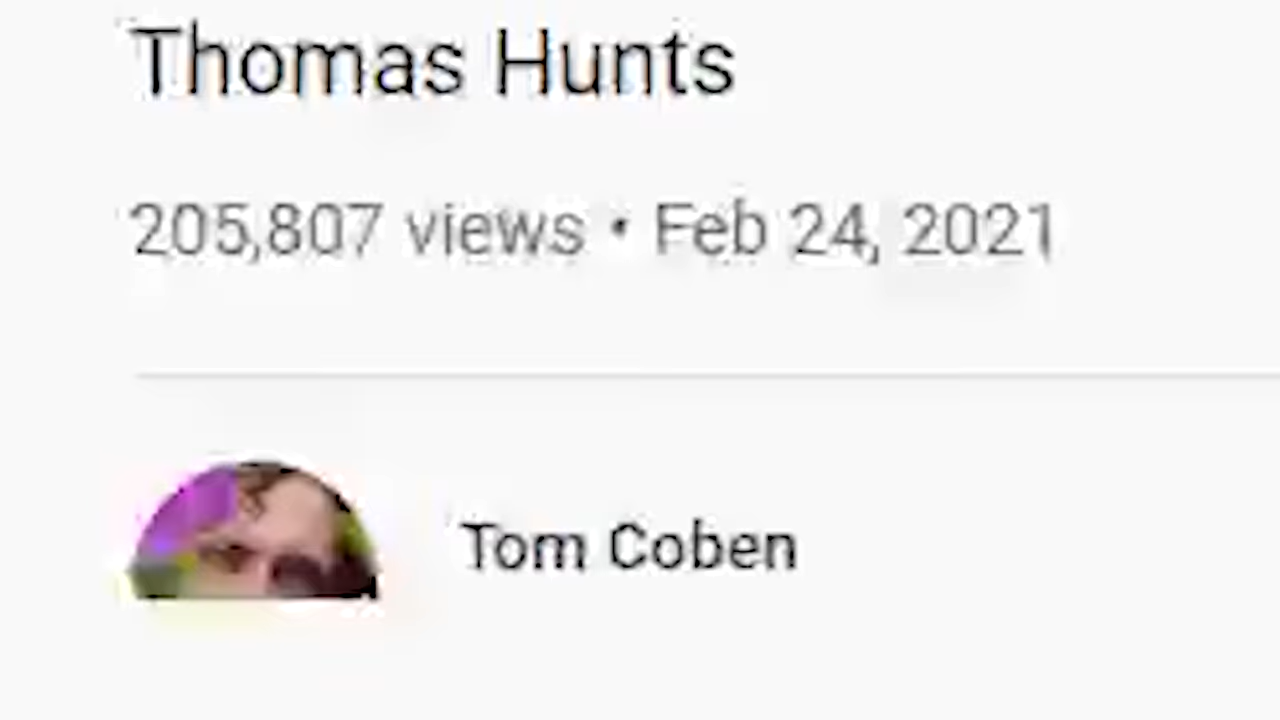 Thomas Hunts
205,807 views • Feb 24, 2021
Tom Coben